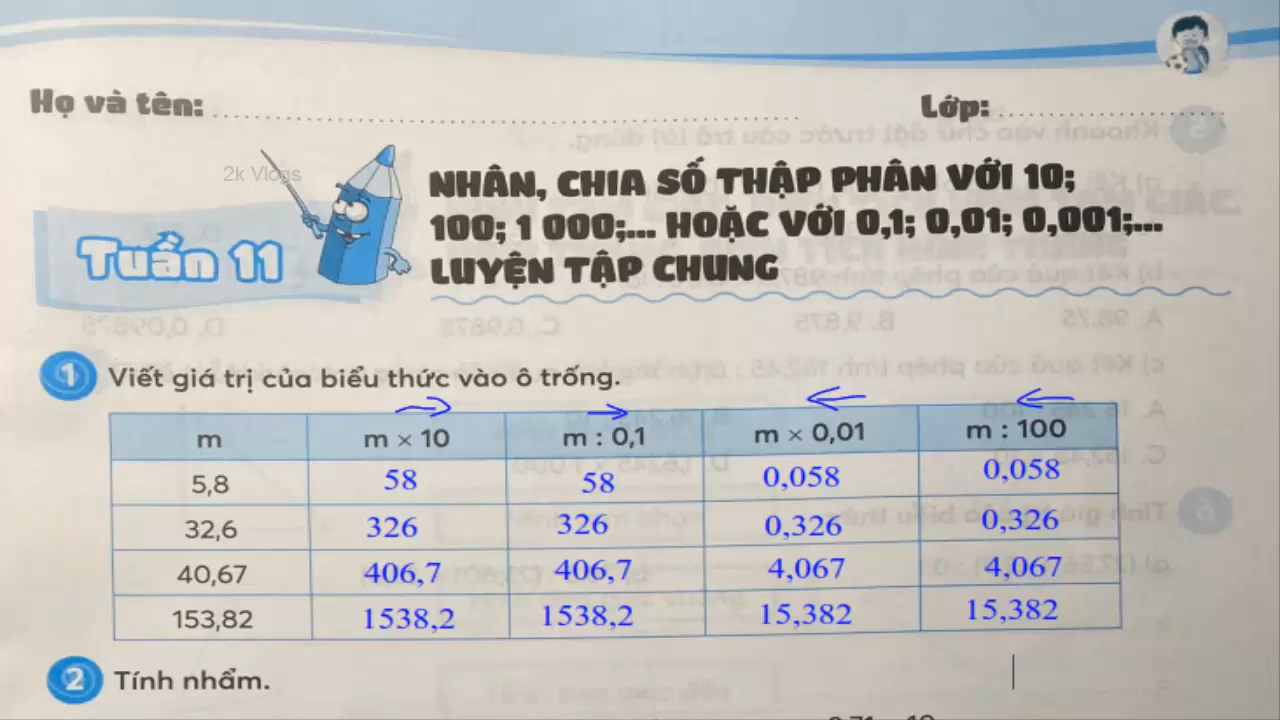 Họ và tên: Lớp:
2k Vlogs
NHÂN, CHIA SỐ THẬP PHÂN VỚI 10;
100; 1 000;... HOẶC VỚI 0,1; 0,01; 0,001;...
LUYỆN TẬP CHUNG
Tuần 11
1 Viết giá trị của biểu thức vào ô trống.
m m × 10 m : 0,1 m × 0,01 m : 100
5,8 58 58 0,058 0,058
32,6 326 326 0,326 0,326
40,67 406,7 406,7 4,067 4,067
153,82 1538,2 1538,2 15,382 15,382
2 Tính nhẩm.